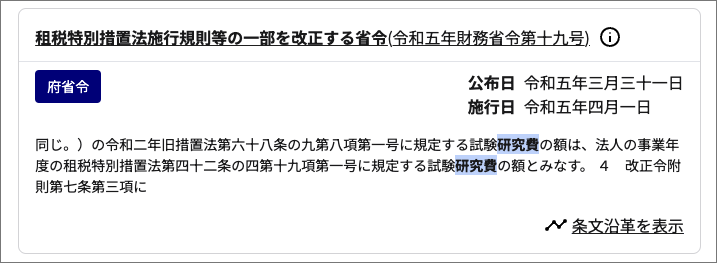 租税特別措置法施行規則等の一部を改正する省令(令和五年財務省令第十九号)
府省令
公布日 令和五年三月三十一日
施行日 令和五年四月一日
同じ。）の令和二年旧措置法第六十八条の九第八項第一号に規定する試験研究費の額は、法人の事業年
度の租税特別措置法第四十二条の四第十九項第一号に規定する試験研究費の額とみなす。 ４　改正令附
則第七条第三項に
条文沿革を表示